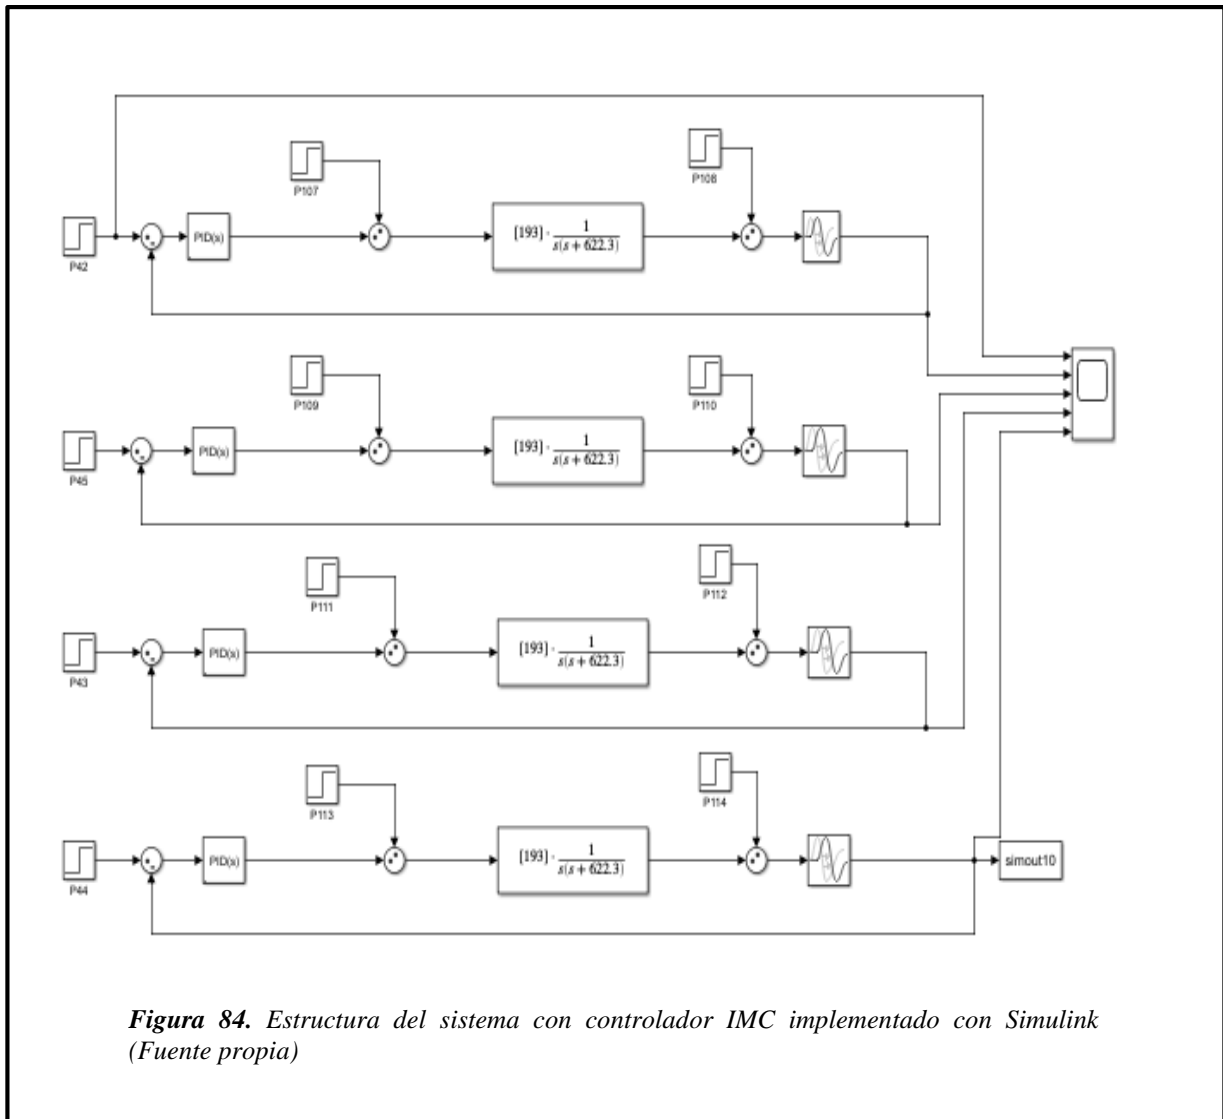 P107
P108
P42
PID(s)
[193] · 1 / s(s + 622.3)
P109
P110
P45
PID(s)
[193] · 1 / s(s + 622.3)
P111
P112
P43
PID(s)
[193] · 1 / s(s + 622.3)
P113
P114
P44
PID(s)
[193] · 1 / s(s + 622.3)
simout10
Figura 84. Estructura del sistema con controlador IMC implementado con Simulink
(Fuente propia)